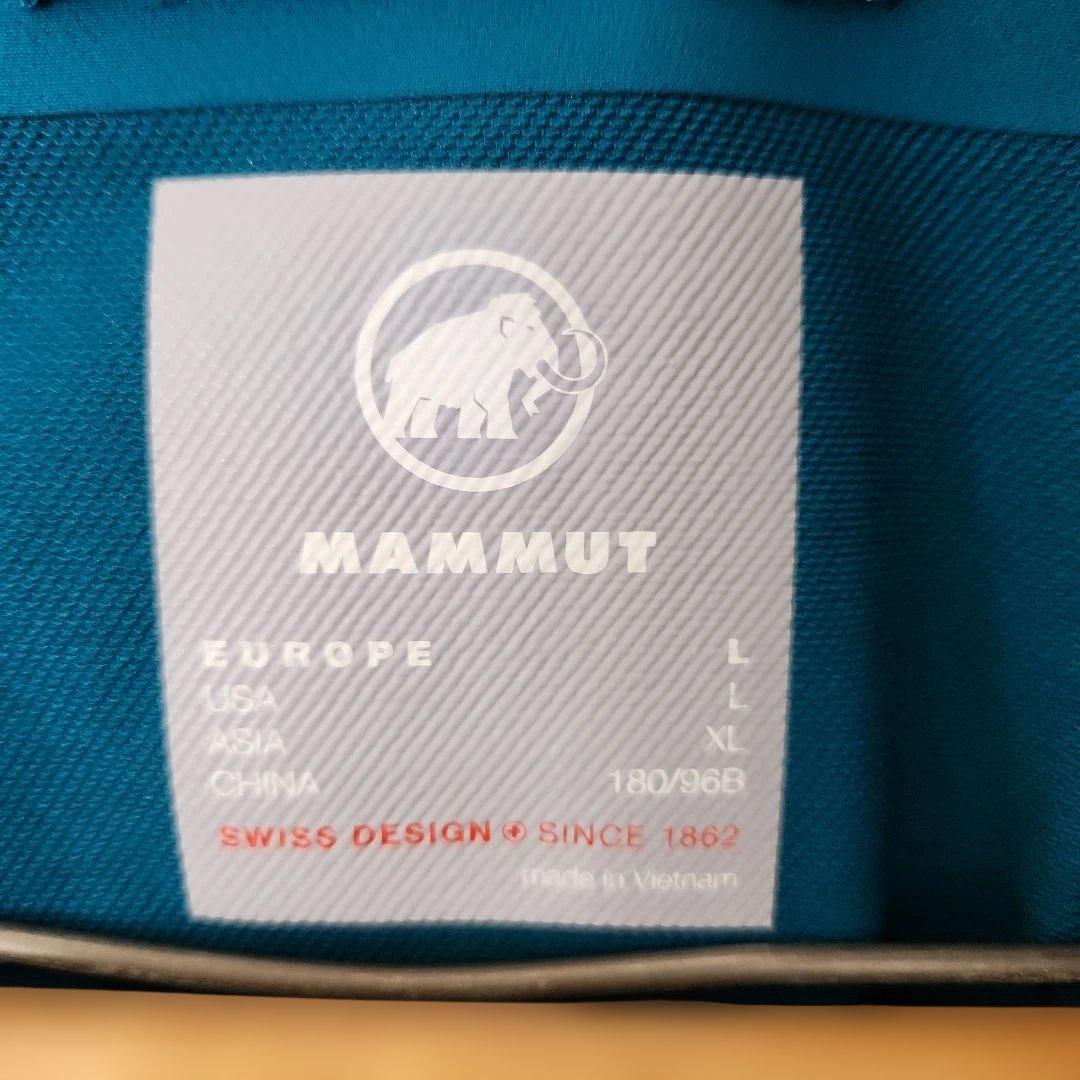 MAMMUT
EUROPE L
USA L
ASIA XL
CHINA 180/96B
SWISS DESIGN SINCE 1862
made in Vietnam